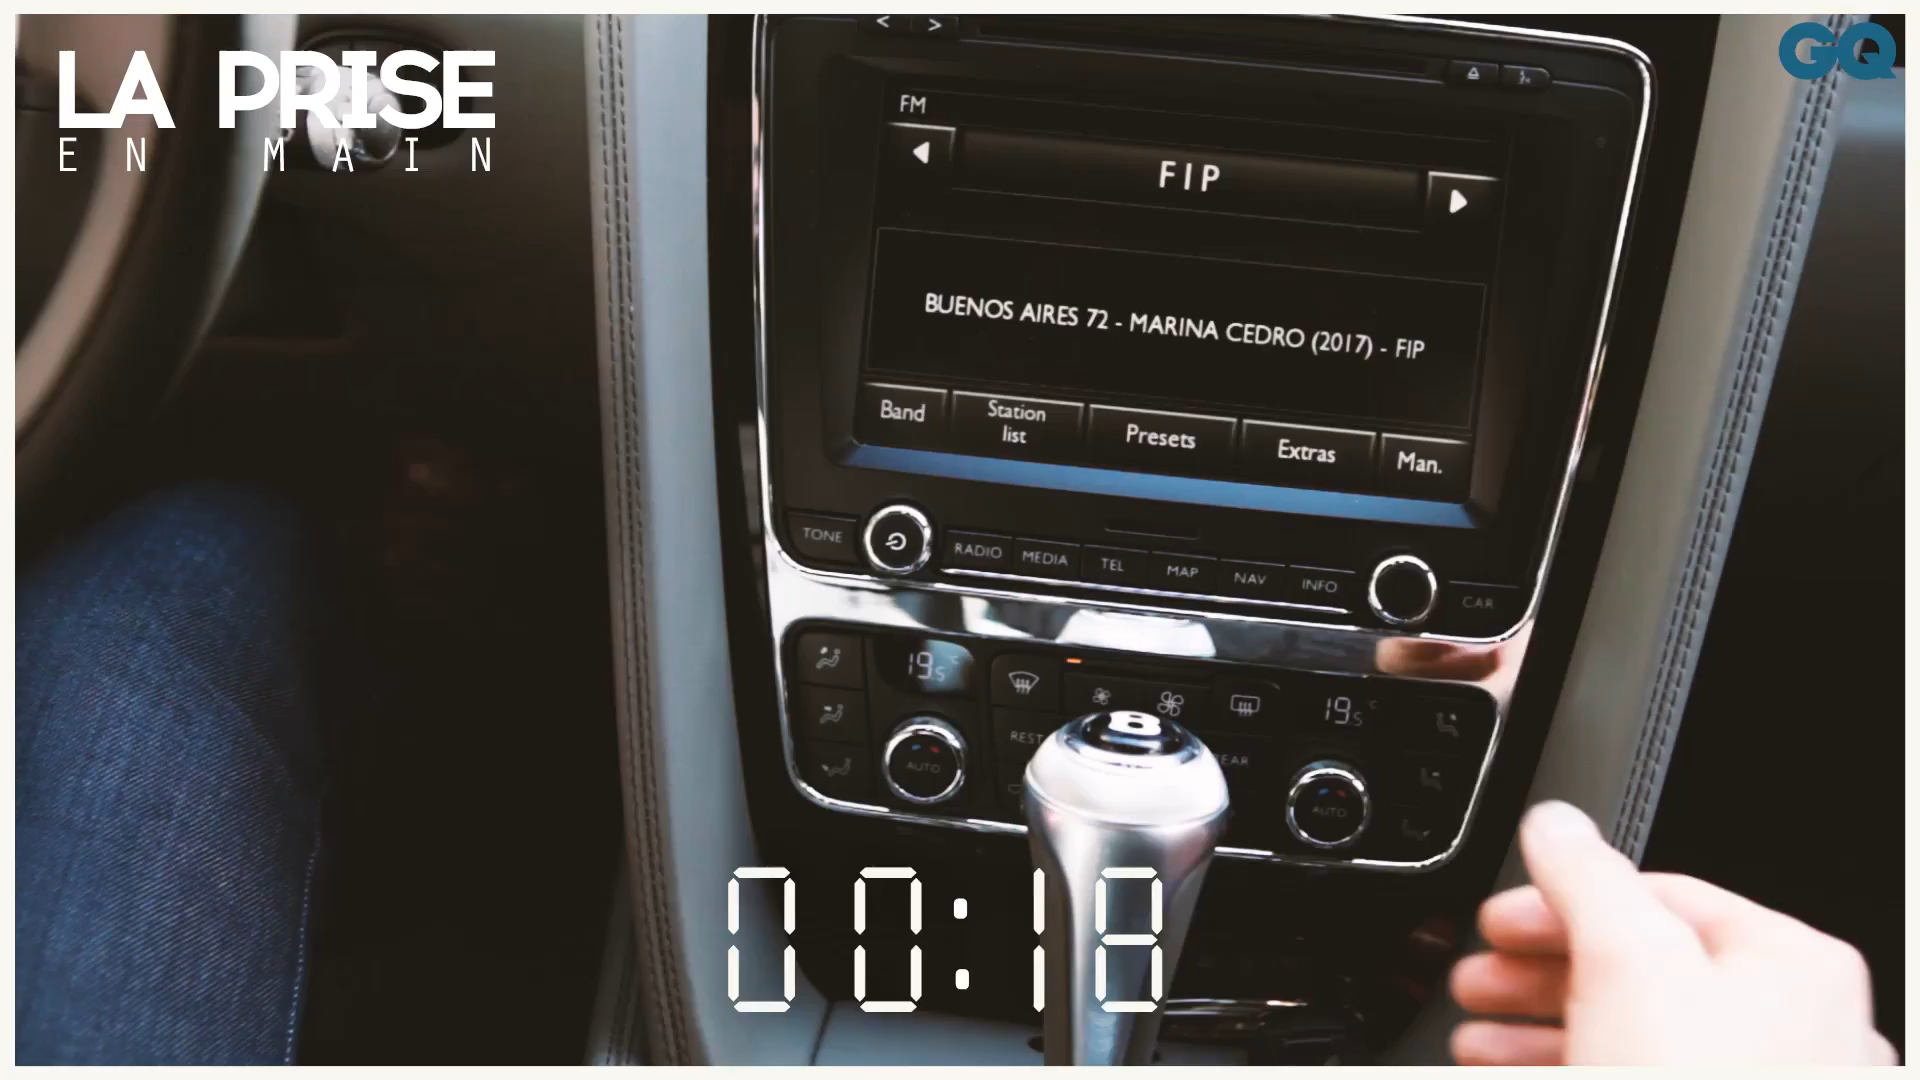 LA PRISE
EN MAIN
GQ
FM
FIP
BUENOS AIRES 72 - MARINA CEDRO (2017) - FIP
Band
Station
list
Presets
Extras
Man.
TONE
RADIO
MEDIA
TEL
MAP
NAV
INFO
CAR
19.5 °C
19.5 °C
REST
AUTO
B
AUTO
00:18